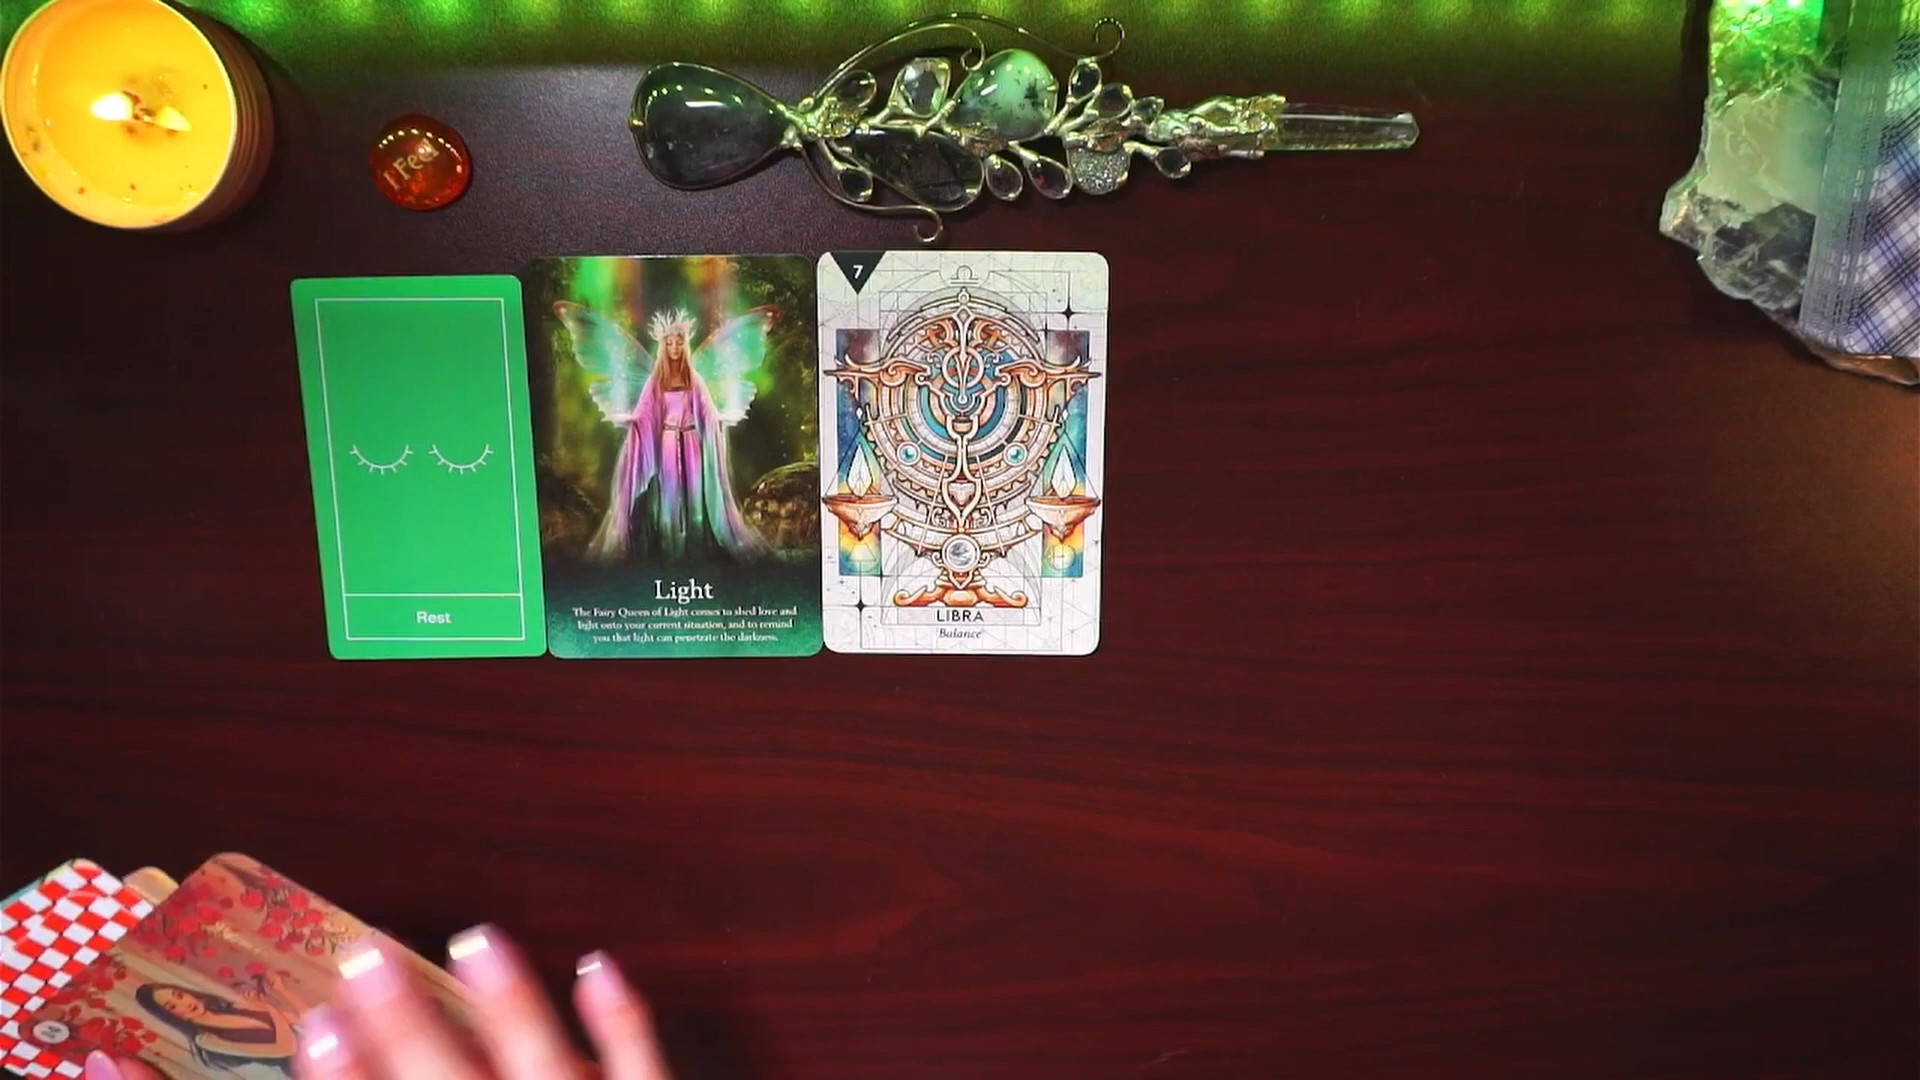 I Feel
7
Rest
Light
The Fairy Queen of Light comes to shed love and
light onto your current situation, and to remind
you that light can penetrate the darkness.
LIBRA
Balance